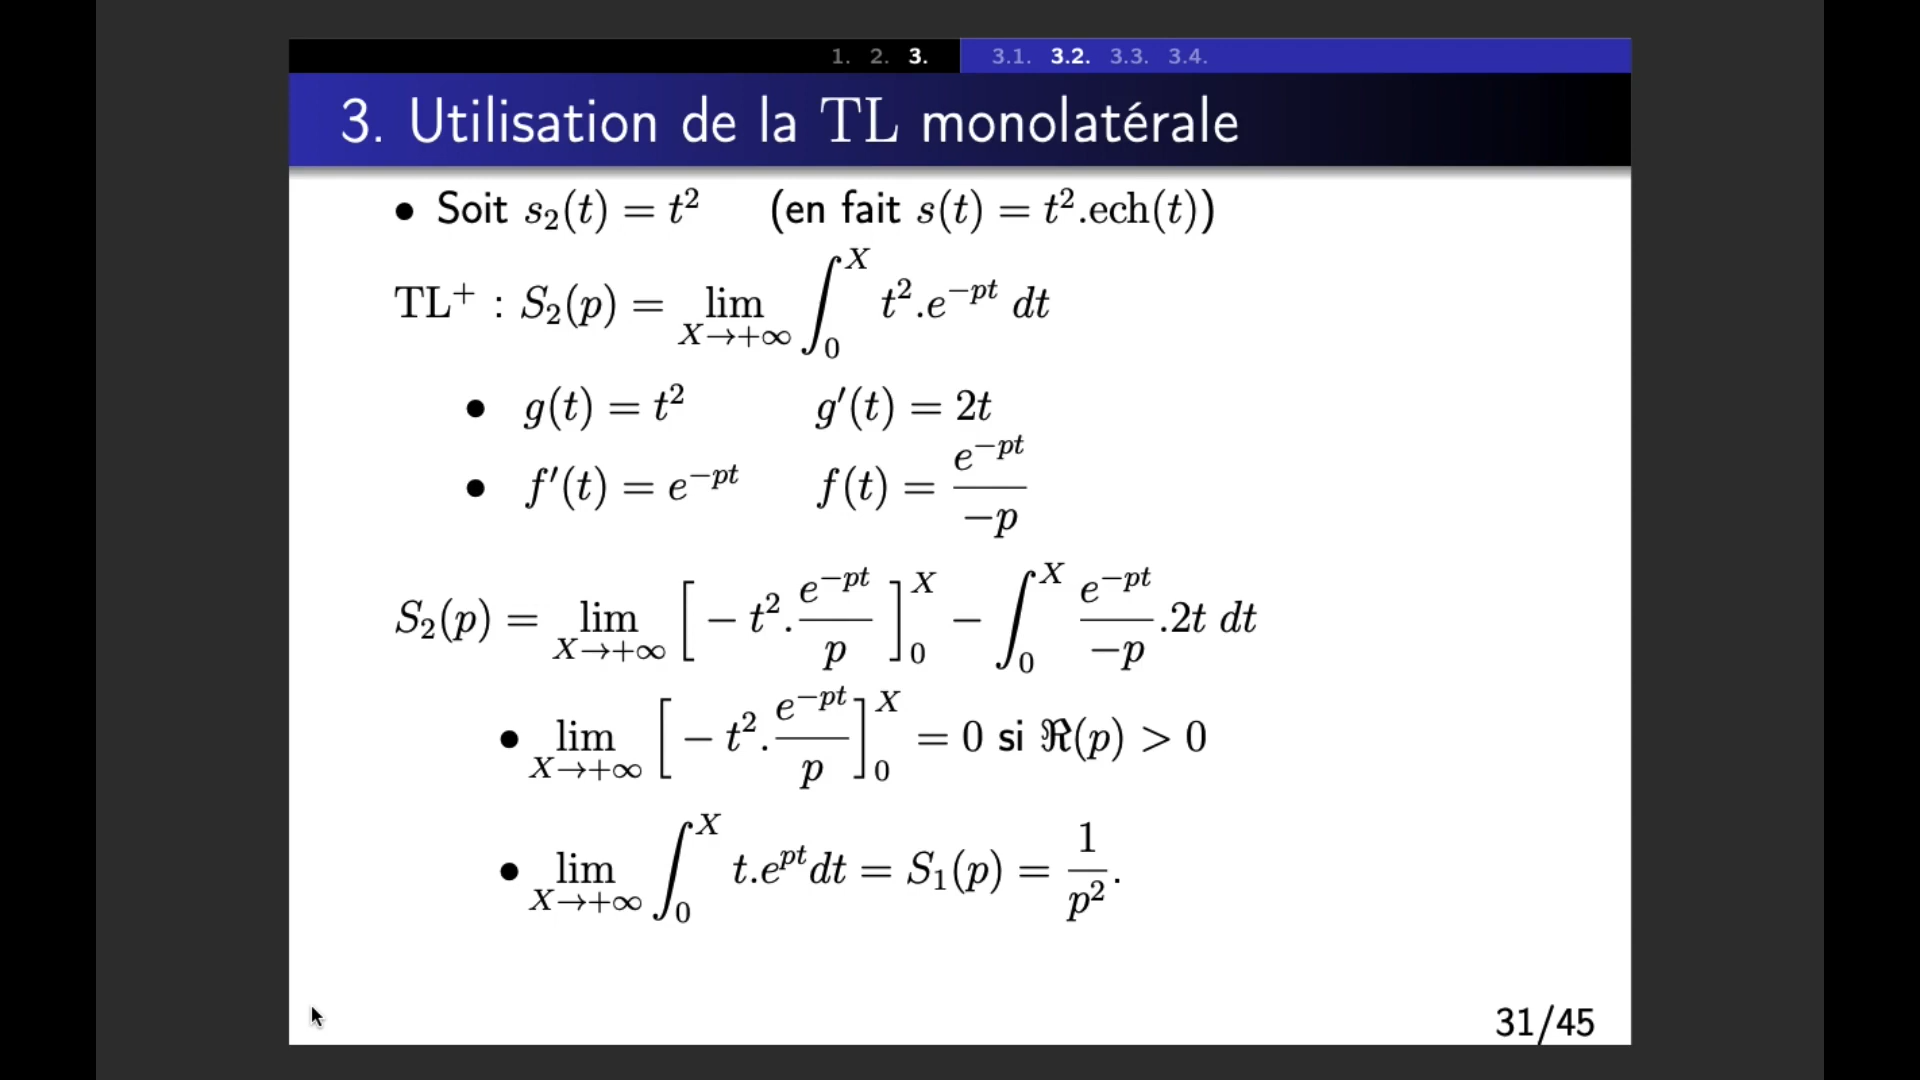 1. 2. 3. 3.1. 3.2. 3.3. 3.4.
3. Utilisation de la TL monolatérale
• Soit s₂(t) = t² (en fait s(t) = t².ech(t))
TL⁺ : S₂(p) = lim_{X→+∞} ∫₀^X t².e^{−pt} dt
• g(t) = t² g′(t) = 2t
• f′(t) = e^{−pt} f(t) = e^{−pt}/−p
S₂(p) = lim_{X→+∞} [ − t².e^{−pt}/p ]₀^X − ∫₀^X e^{−pt}/−p .2t dt
• lim_{X→+∞} [ − t².e^{−pt}/p ]₀^X = 0 si ℜ(p) > 0
• lim_{X→+∞} ∫₀^X t.e^{pt}dt = S₁(p) = 1/p².
31/45